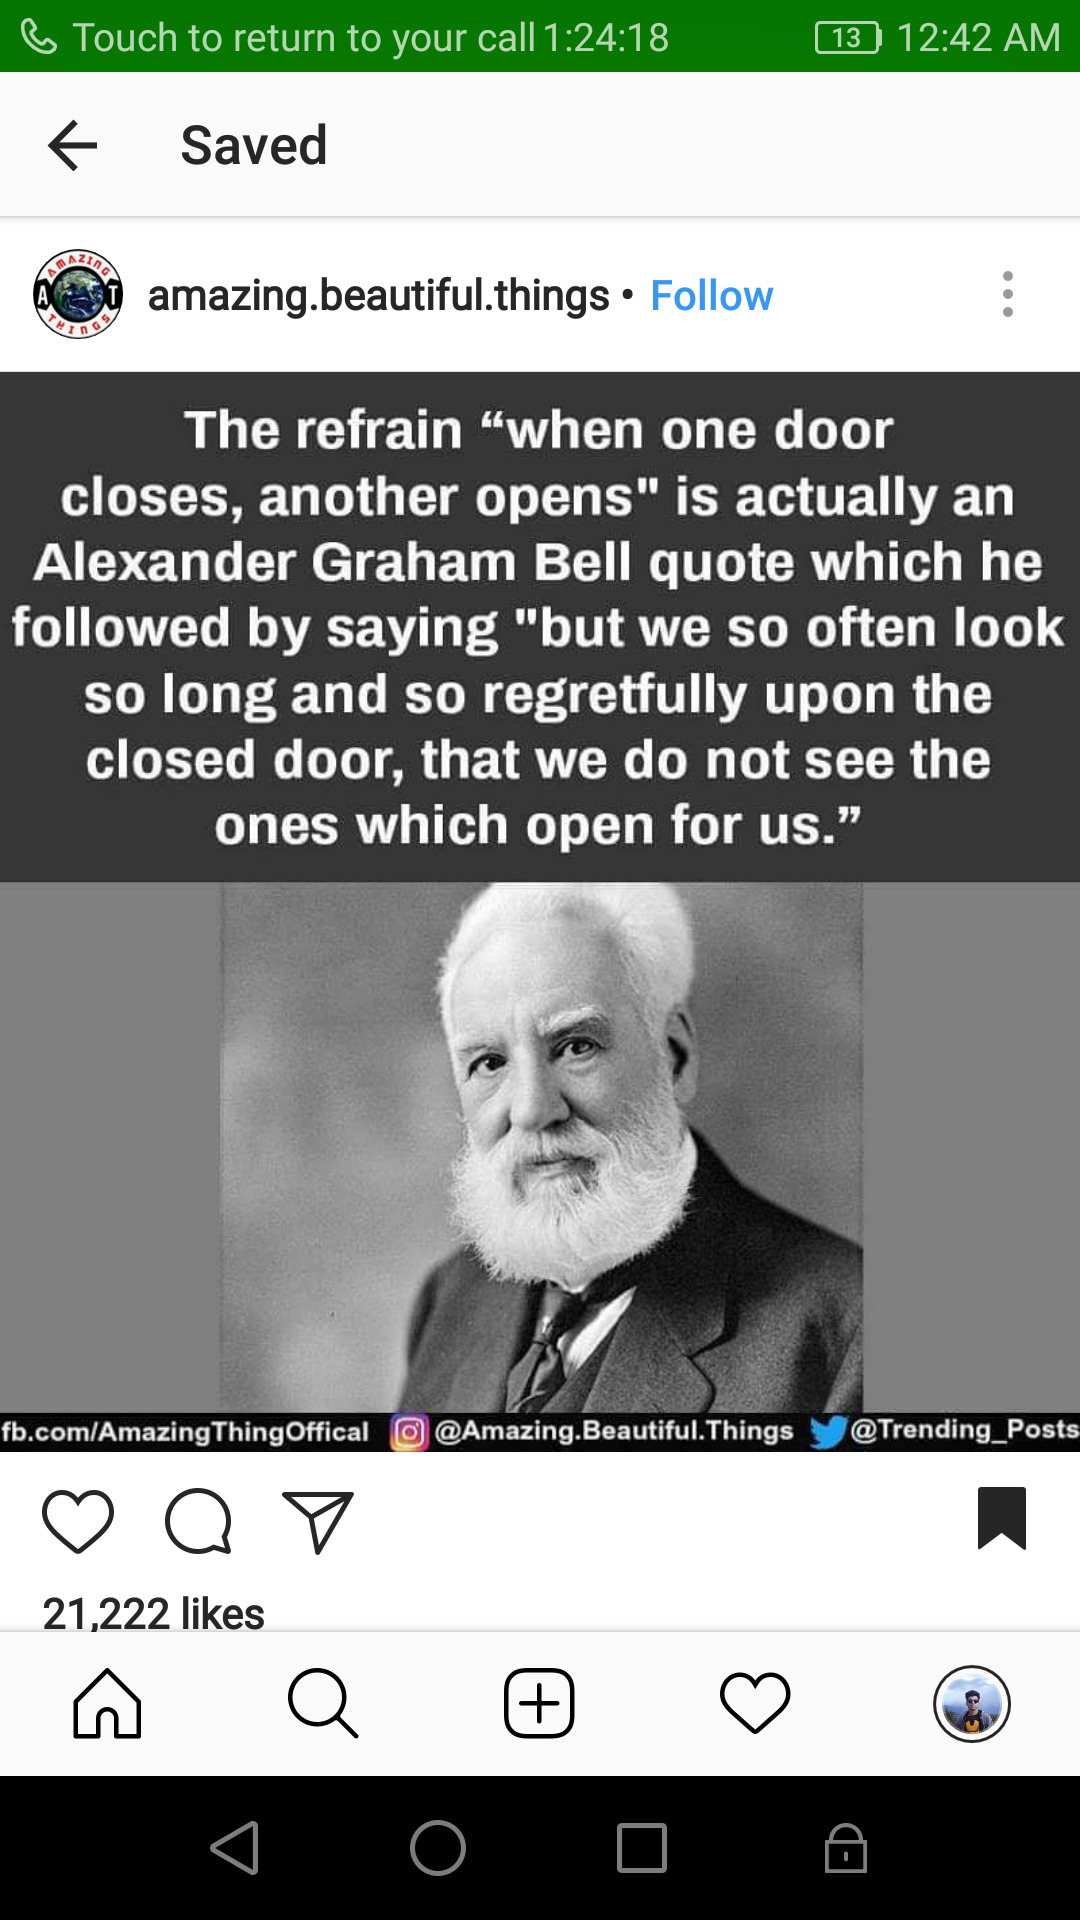 Touch to return to your call 1:24:18 13 12:42 AM
Saved
AMAZING
A T
THINGS
amazing.beautiful.things • Follow
The refrain “when one door
closes, another opens" is actually an
Alexander Graham Bell quote which he
followed by saying "but we so often look
so long and so regretfully upon the
closed door, that we do not see the
ones which open for us.”
fb.com/AmazingThingOffical @Amazing.Beautiful.Things @Trending_Posts
21,222 likes